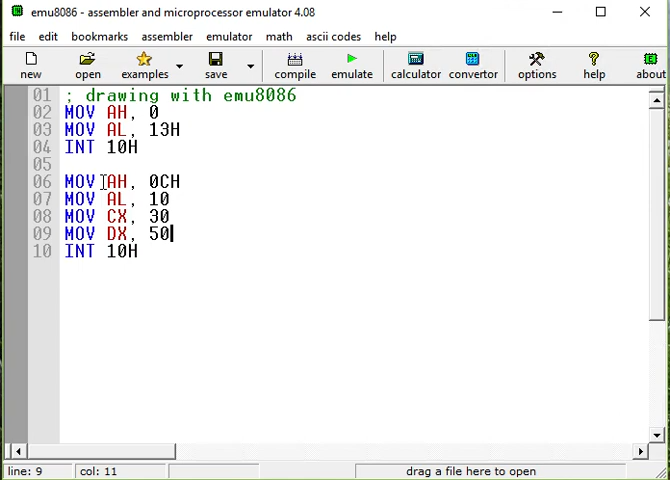 emu8086 - assembler and microprocessor emulator 4.08
file edit bookmarks assembler emulator math ascii codes help
new open examples save compile emulate calculator convertor options help about
01 ; drawing with emu8086
02 MOV AH, 0
03 MOV AL, 13H
04 INT 10H
05
06 MOV AH, 0CH
07 MOV AL, 10
08 MOV CX, 30
09 MOV DX, 50
10 INT 10H
line: 9 col: 11 drag a file here to open